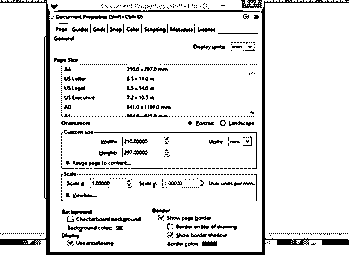 Document Properties (Shift+Ctrl+D)
Document Properties (Shift+Ctrl+D)
Page Guides Grids Snap Color Scripting Metadata License
General
Display units: mm
Page Size
A4 210.0 x 297.0 mm
US Letter 8.5 x 11.0 in
US Legal 8.5 x 14.0 in
US Executive 7.2 x 10.5 in
A0 841.0 x 1189.0 mm
A1
Orientation: Portrait Landscape
Custom size
Width: 210.00000 Units: mm
Height: 297.00000
Resize page to content...
Scale
Scale x: 1.00000 Scale y: 1.00000 User units per mm.
Viewbox...
Background
Checkerboard background
Background color:
Display
Use antialiasing
Border
Show page border
Border on top of drawing
Show border shadow
Border color: